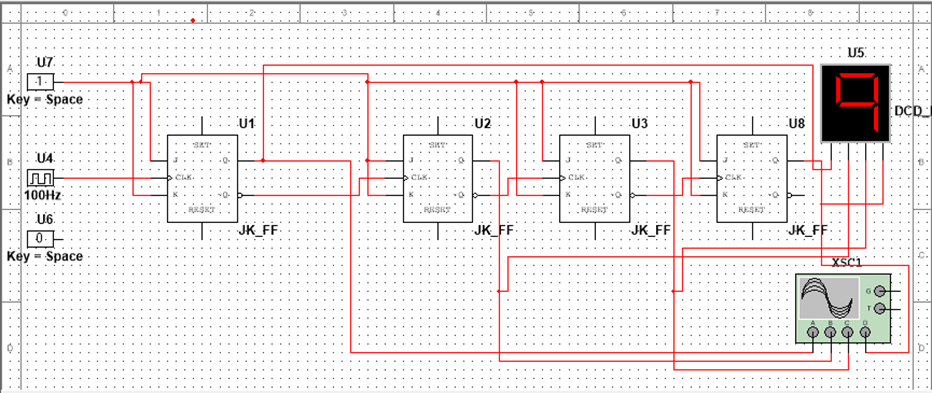 0 1 2 3 4 5 6 7 8
A A
B B
C C
D D
U7
1
Key = Space
U4
100Hz
U6
0
Key = Space
U1
SET
J Q
CLK
K ~Q
RESET
JK_FF
U2
SET
J Q
CLK
K ~Q
RESET
JK_FF
U3
SET
J Q
CLK
K ~Q
RESET
JK_FF
U8
SET
J Q
CLK
K ~Q
RESET
JK_FF
U5
9
DCD_
XSC1
G
T
A B C D